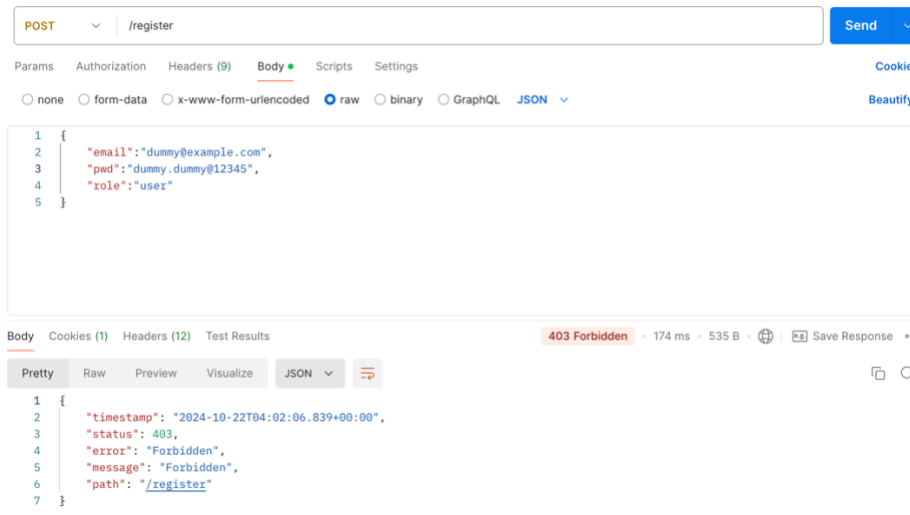 POST /register Send
Params Authorization Headers (9) Body Scripts Settings Cookie
none form-data x-www-form-urlencoded raw binary GraphQL JSON Beautify
1 {
2 "email":"dummy@example.com",
3 "pwd":"dummy.dummy@12345",
4 "role":"user"
5 }
Body Cookies (1) Headers (12) Test Results 403 Forbidden 174 ms 535 B e.g. Save Response
Pretty Raw Preview Visualize JSON
1 {
2 "timestamp": "2024-10-22T04:02:06.839+00:00",
3 "status": 403,
4 "error": "Forbidden",
5 "message": "Forbidden",
6 "path": "/register"
7 }